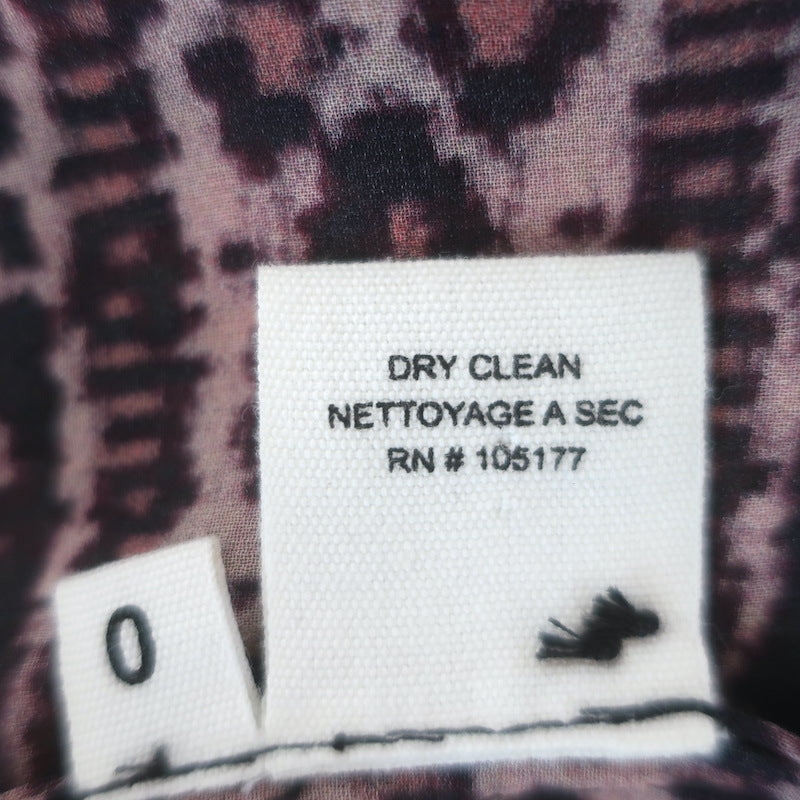 DRY CLEAN
NETTOYAGE A SEC
RN # 105177
0